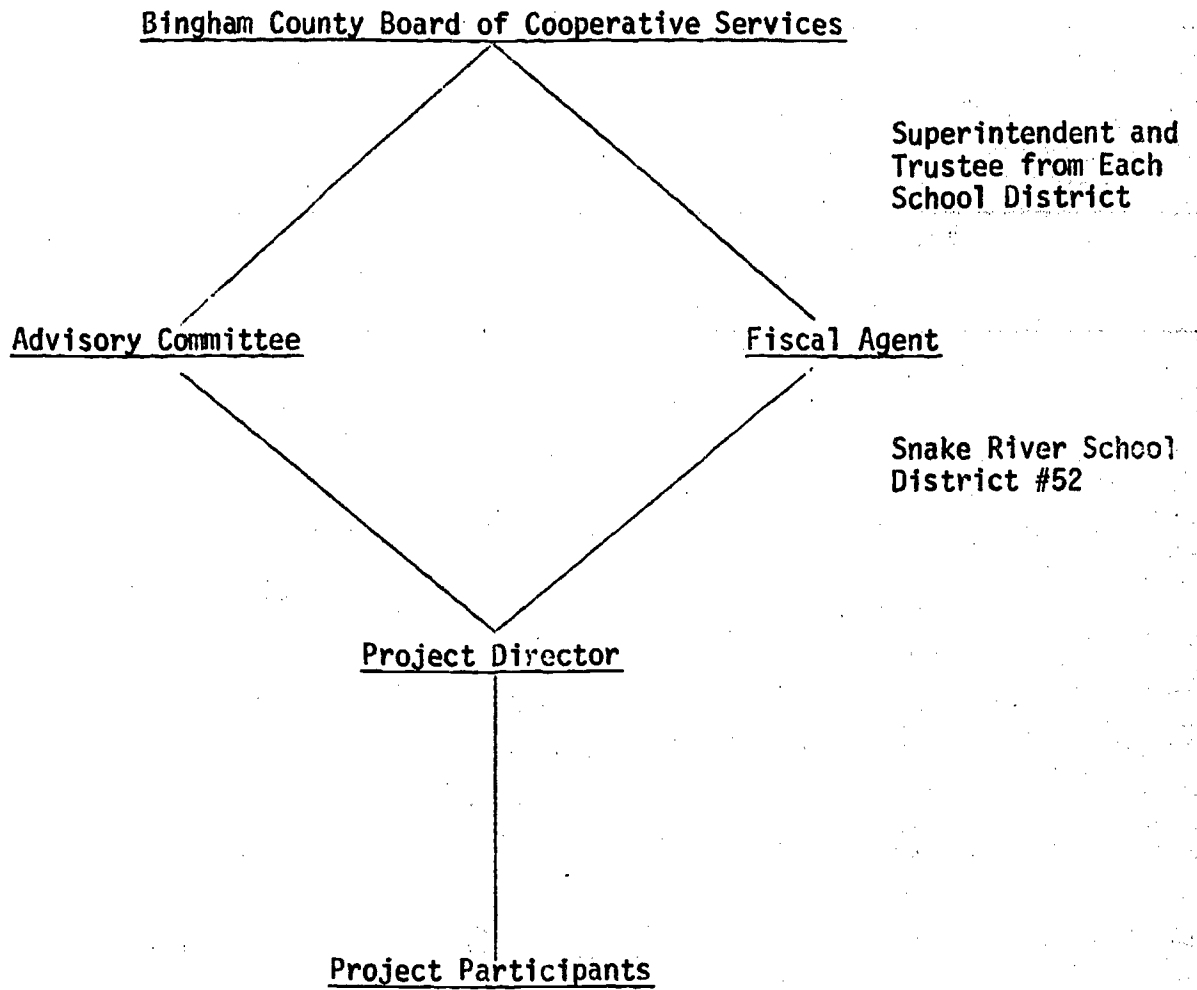 Bingham County Board of Cooperative Services
Superintendent and
Trustee from Each
School District
Advisory Committee
Fiscal Agent
Snake River School
District #52
Project Director
Project Participants